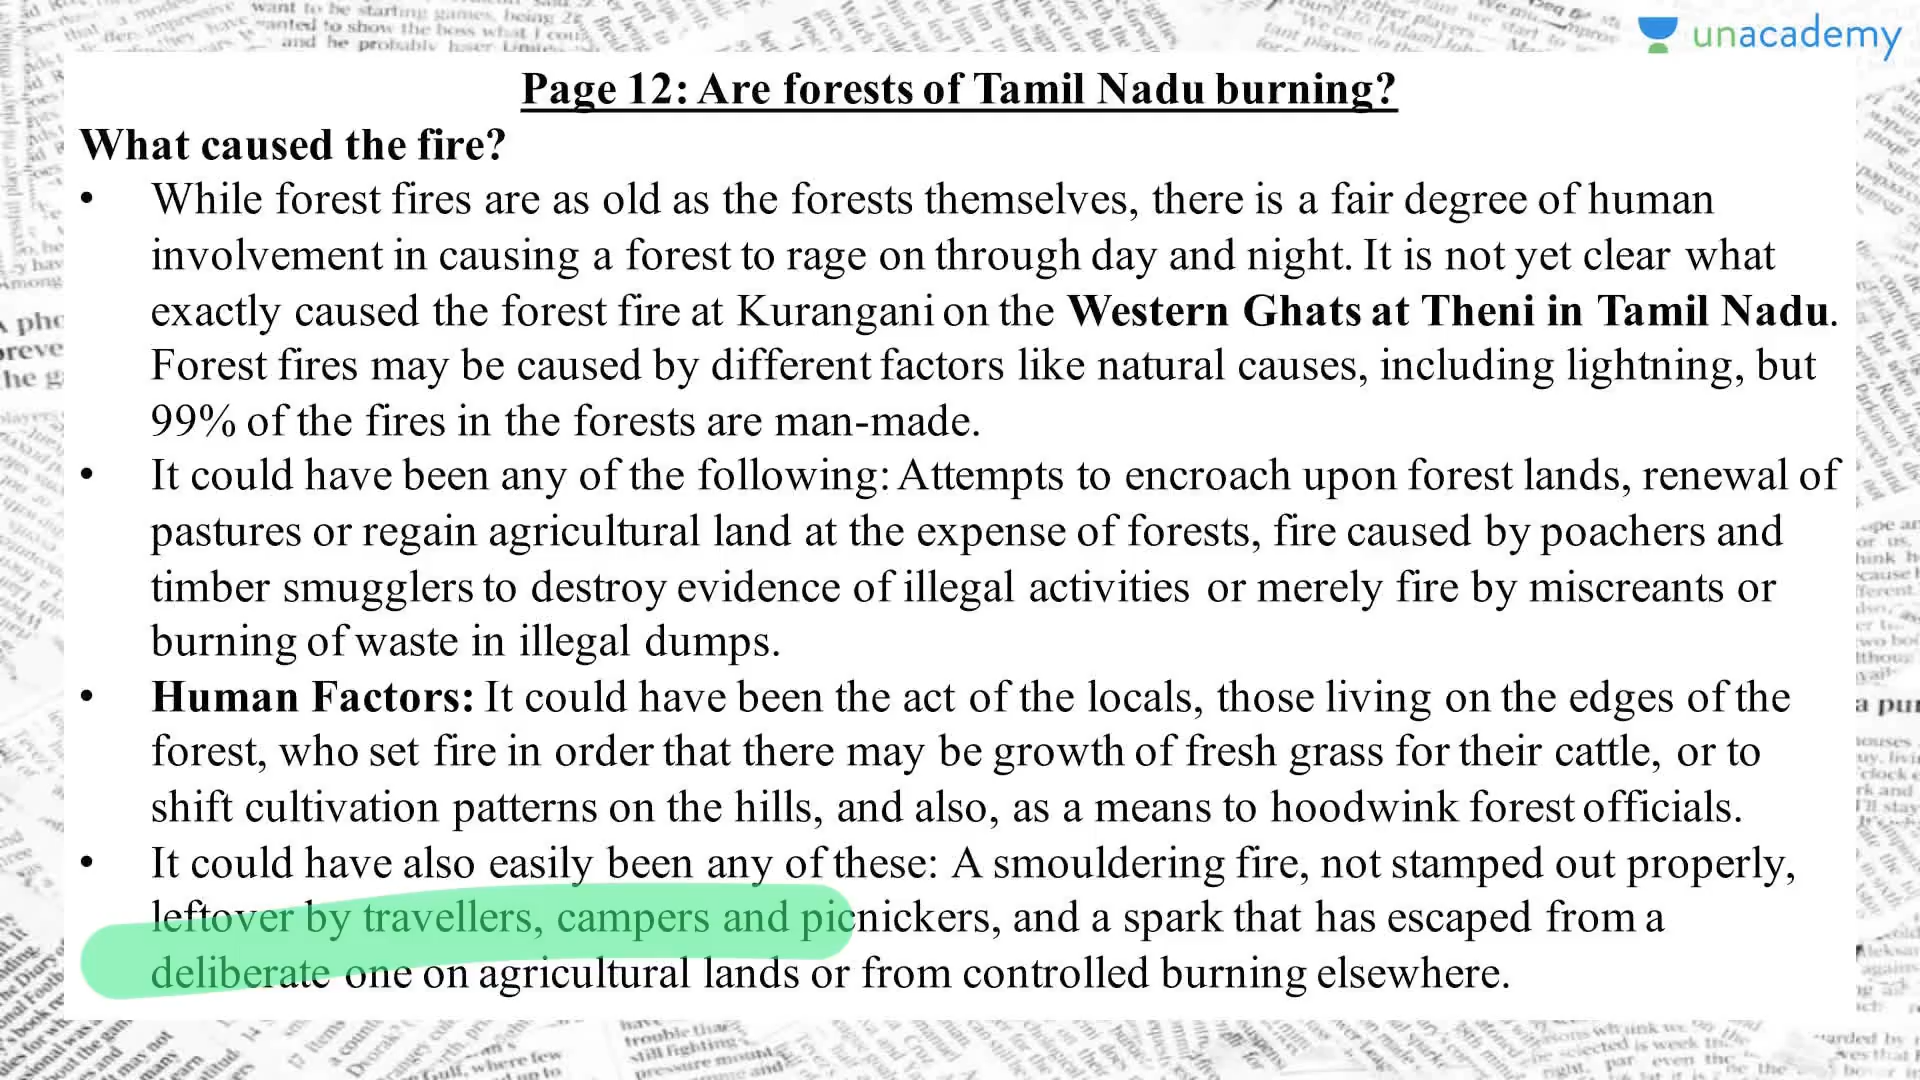 unacademy
Page 12: Are forests of Tamil Nadu burning?
What caused the fire?
• While forest fires are as old as the forests themselves, there is a fair degree of human
involvement in causing a forest to rage on through day and night. It is not yet clear what
exactly caused the forest fire at Kurangani on the Western Ghats at Theni in Tamil Nadu.
Forest fires may be caused by different factors like natural causes, including lightning, but
99% of the fires in the forests are man-made.
• It could have been any of the following: Attempts to encroach upon forest lands, renewal of
pastures or regain agricultural land at the expense of forests, fire caused by poachers and
timber smugglers to destroy evidence of illegal activities or merely fire by miscreants or
burning of waste in illegal dumps.
• Human Factors: It could have been the act of the locals, those living on the edges of the
forest, who set fire in order that there may be growth of fresh grass for their cattle, or to
shift cultivation patterns on the hills, and also, as a means to hoodwink forest officials.
• It could have also easily been any of these: A smouldering fire, not stamped out properly,
leftover by travellers, campers and picnickers, and a spark that has escaped from a
deliberate one on agricultural lands or from controlled burning elsewhere.